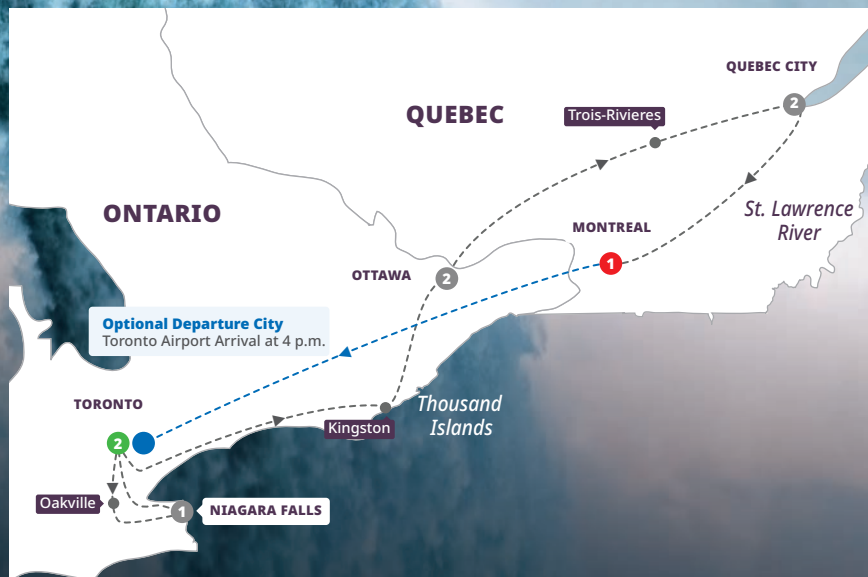 QUEBEC CITY
2
QUEBEC
Trois-Rivieres
ONTARIO
St. Lawrence
River
MONTREAL
1
OTTAWA
2
Optional Departure City
Toronto Airport Arrival at 4 p.m.
TORONTO
2
Thousand
Islands
Kingston
Oakville
1
NIAGARA FALLS